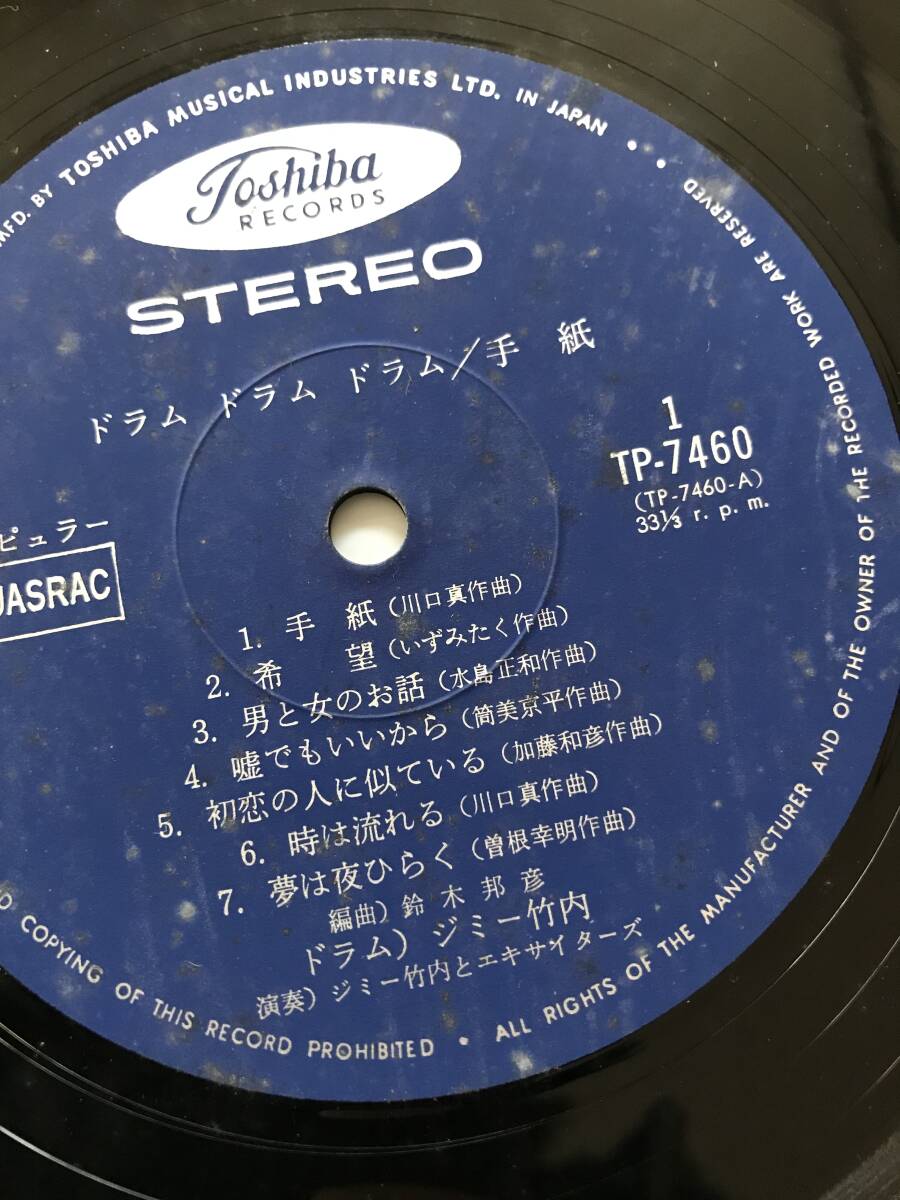 MFD. BY TOSHIBA MUSICAL INDUSTRIES LTD. IN JAPAN
Toshiba
RECORDS
STEREO
ドラム ドラム ドラム/手 紙
1
TP-7460
(TP-7460-A)
33⅓ r. p. m.
ピュラー
JASRAC
1. 手 紙(川口真作曲)
2. 希 望(いずみたく作曲)
3. 男と女のお話(水島正和作曲)
4. 嘘でもいいから(筒美京平作曲)
5. 初恋の人に似ている(加藤和彦作曲)
6. 時は流れる(川口真作曲)
7. 夢は夜ひらく(曽根幸明作曲)
編曲) 鈴 木 邦 彦
ドラム) ジミー竹内
演奏) ジミー竹内とエキサイターズ
COPYING OF THIS RECORD PROHIBITED • ALL RIGHTS OF THE MANUFACTURER AND OF THE OWNER OF THE RECORDED WORK ARE RESERVED